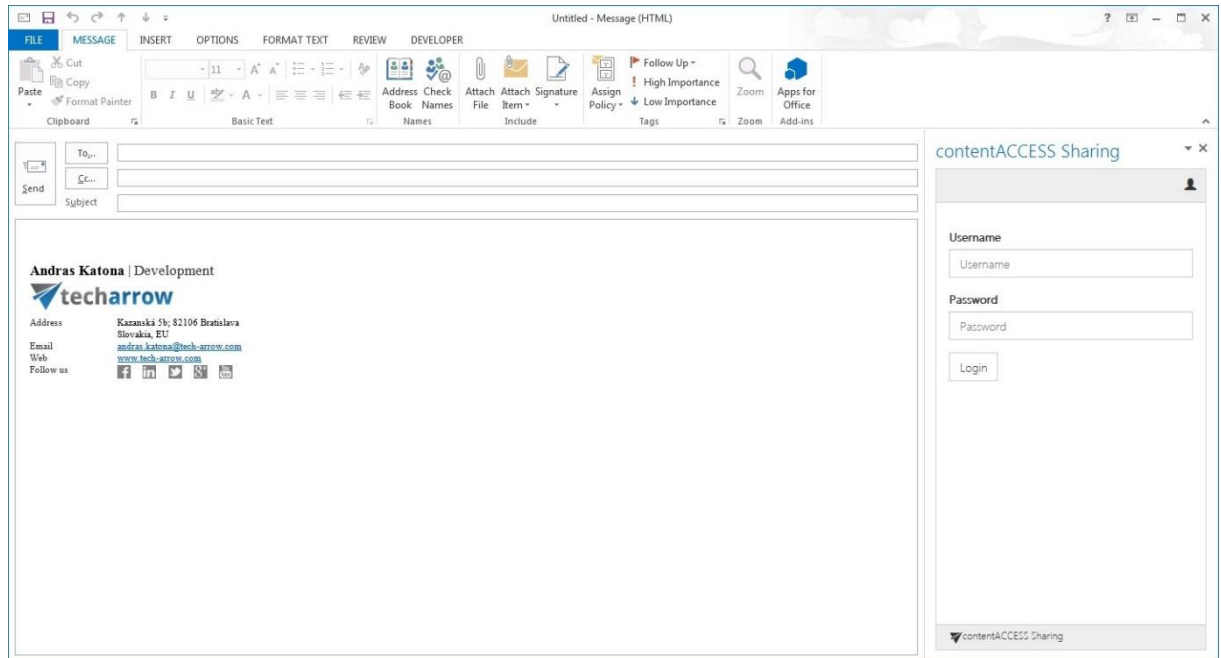 Untitled - Message (HTML)
FILE MESSAGE INSERT OPTIONS FORMAT TEXT REVIEW DEVELOPER
Paste
Cut
Copy
Format Painter
Clipboard
11
B I U
Basic Text
Address Book
Check Names
Names
Attach File
Attach Item
Signature
Include
Assign Policy
Follow Up
High Importance
Low Importance
Tags
Zoom
Zoom
Apps for Office
Add-ins
Send
To...
Cc...
Subject
Andras Katona | Development
techarrow
Address Kazanská 5b; 82106 Bratislava
Slovakia, EU
Email andras.katona@tech-arrow.com
Web www.tech-arrow.com
Follow us
contentACCESS Sharing
Username
Username
Password
Password
Login
contentACCESS Sharing